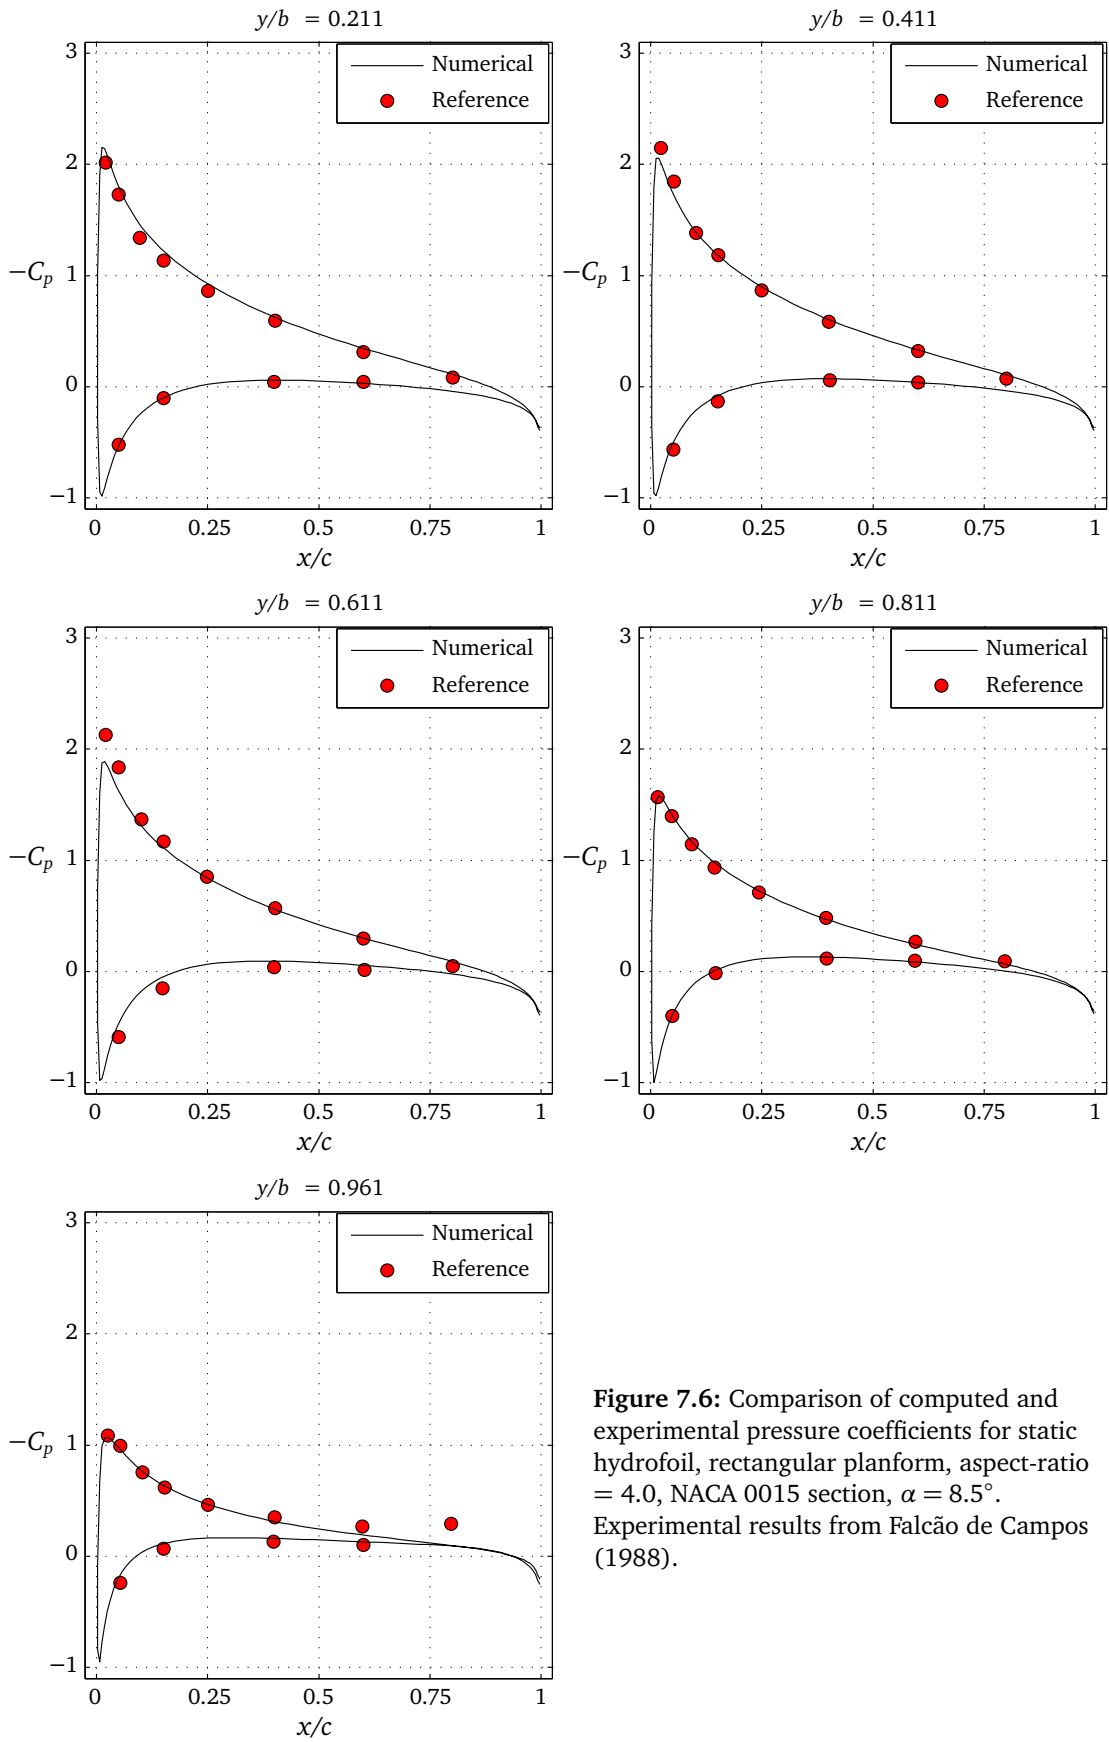 y/b = 0.211
3
2
1
0
−1
−Cp
Numerical
Reference
0 0.25 0.5 0.75 1
x/c
y/b = 0.411
3
2
1
0
−1
−Cp
Numerical
Reference
0 0.25 0.5 0.75 1
x/c
y/b = 0.611
3
2
1
0
−1
−Cp
Numerical
Reference
0 0.25 0.5 0.75 1
x/c
y/b = 0.811
3
2
1
0
−1
−Cp
Numerical
Reference
0 0.25 0.5 0.75 1
x/c
y/b = 0.961
3
2
1
0
−1
−Cp
Numerical
Reference
0 0.25 0.5 0.75 1
x/c
Figure 7.6: Comparison of computed and
experimental pressure coefficients for static
hydrofoil, rectangular planform, aspect-ratio
= 4.0, NACA 0015 section, α = 8.5°.
Experimental results from Falcão de Campos
(1988).